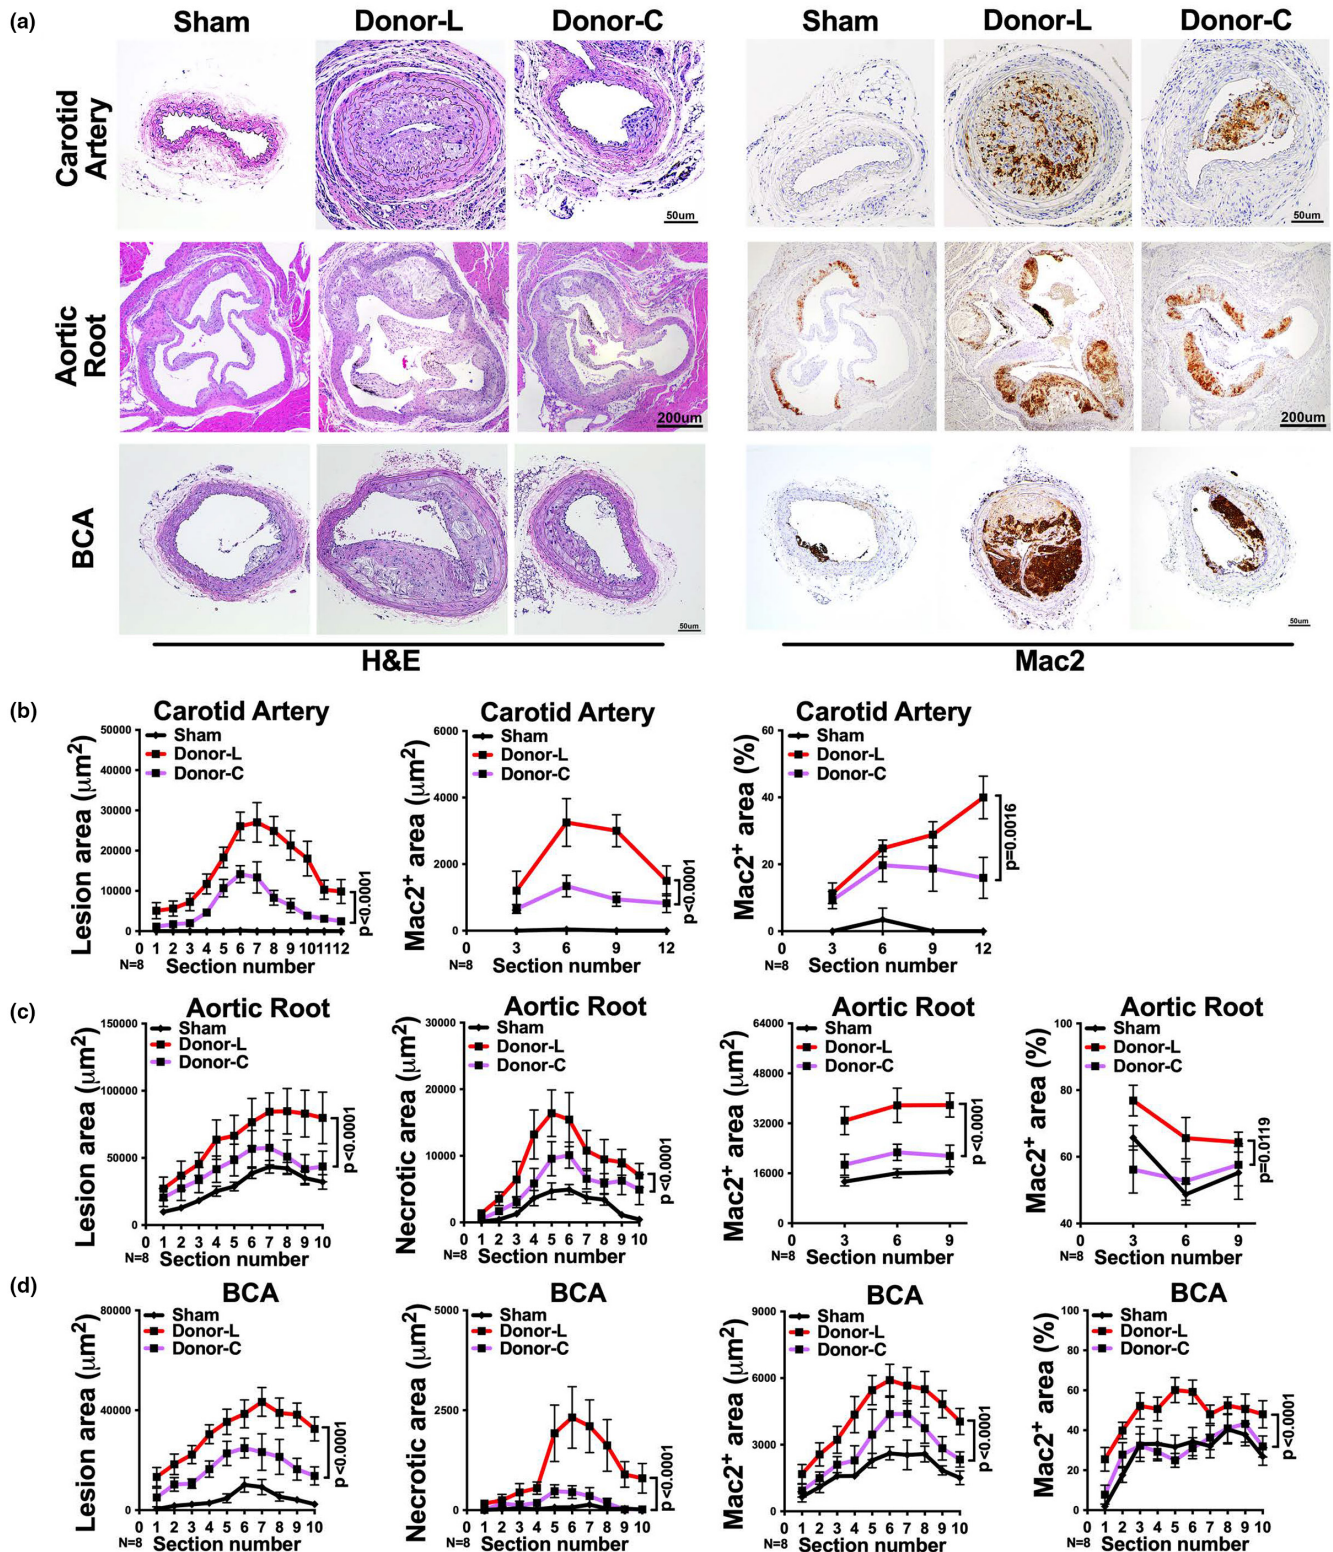 (a)
Sham Donor-L Donor-C Sham Donor-L Donor-C
Carotid
Artery
50um 50um
Aortic
Root
200um 200um
BCA
50um 50um
H&E Mac2
(b)
Carotid Artery
Lesion area (μm²)
50000
40000
30000
20000
10000
0
Sham
Donor-L
Donor-C
p<0.0001
0 1 2 3 4 5 6 7 8 9 10 11 12
N=8 Section number
Carotid Artery
Mac2⁺ area (μm²)
6000
4000
2000
0
Sham
Donor-L
Donor-C
p<0.0001
0 3 6 9 12
N=8 Section number
Carotid Artery
Mac2⁺ area (%)
60
40
20
0
Sham
Donor-L
Donor-C
p=0.0016
0 3 6 9 12
N=8 Section number
(c)
Aortic Root
Lesion area (μm²)
150000
100000
50000
0
Sham
Donor-L
Donor-C
p<0.0001
0 1 2 3 4 5 6 7 8 9 10
N=8 Section number
Aortic Root
Necrotic area (μm²)
30000
20000
10000
0
Sham
Donor-L
Donor-C
p<0.0001
0 1 2 3 4 5 6 7 8 9 10
N=8 Section number
Aortic Root
Mac2⁺ area (μm²)
64000
48000
32000
16000
0
Sham
Donor-L
Donor-C
p<0.0001
0 3 6 9
N=8 Section number
Aortic Root
Mac2⁺ area (%)
100
80
60
40
Sham
Donor-L
Donor-C
p=0.0119
0 3 6 9
N=8 Section number
(d)
BCA
Lesion area (μm²)
80000
40000
0
Sham
Donor-L
Donor-C
p<0.0001
0 1 2 3 4 5 6 7 8 9 10
N=8 Section number
BCA
Necrotic area (μm²)
5000
2500
0
Sham
Donor-L
Donor-C
p<0.0001
0 1 2 3 4 5 6 7 8 9 10
N=8 Section number
BCA
Mac2⁺ area (μm²)
9000
6000
3000
0
Sham
Donor-L
Donor-C
p<0.0001
0 1 2 3 4 5 6 7 8 9 10
N=8 Section number
BCA
Mac2⁺ area (%)
100
80
60
40
20
0
Sham
Donor-L
Donor-C
p<0.0001
0 1 2 3 4 5 6 7 8 9 10
N=8 Section number